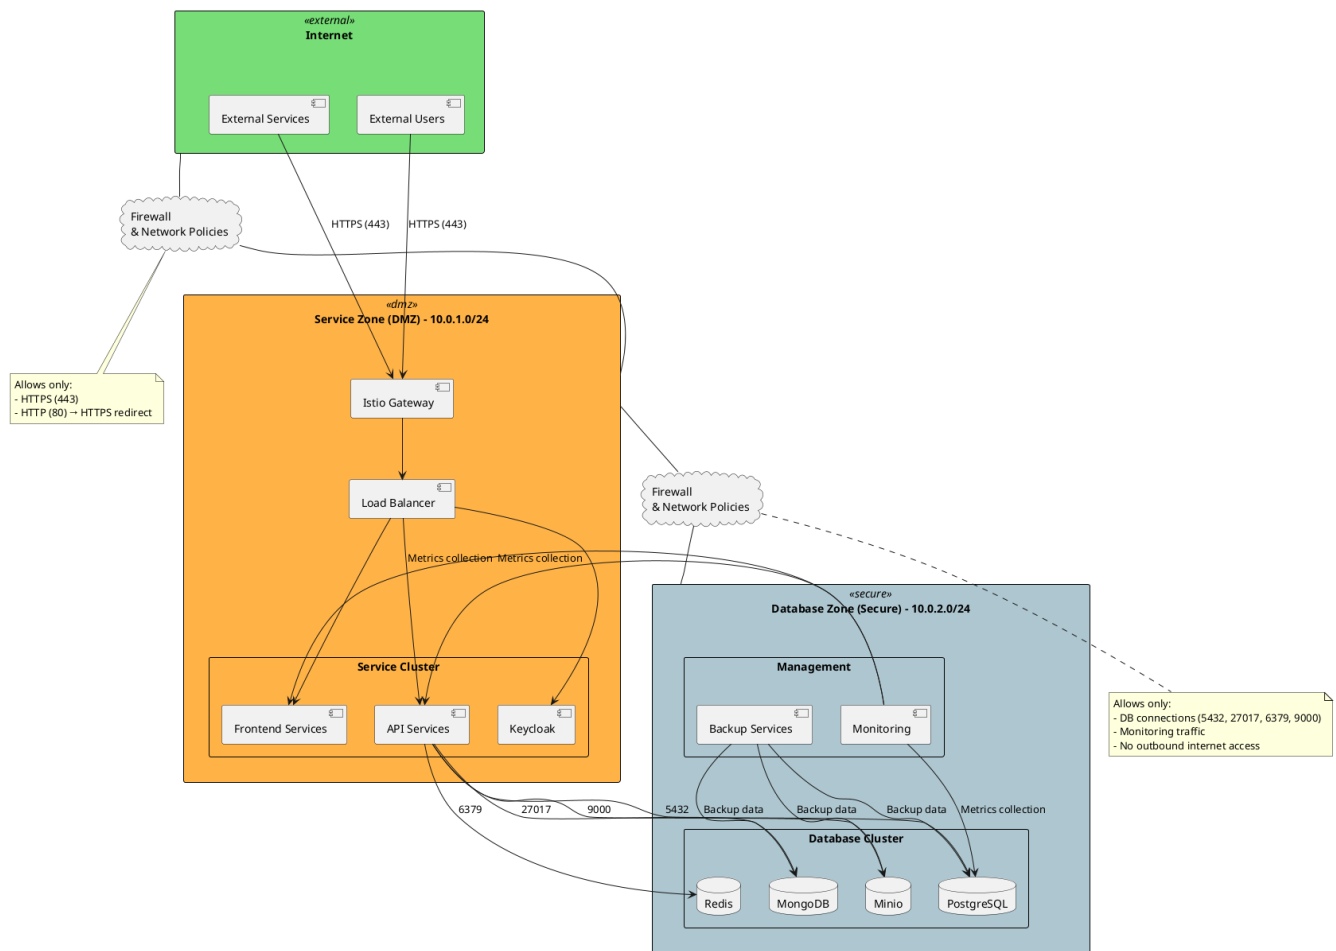 «external»
Internet
External Services
External Users
HTTPS (443)
HTTPS (443)
Firewall
& Network Policies
Allows only:
- HTTPS (443)
- HTTP (80) → HTTPS redirect
«dmz»
Service Zone (DMZ) - 10.0.1.0/24
Istio Gateway
Load Balancer
Firewall
& Network Policies
Metrics collection
Metrics collection
Service Cluster
Frontend Services
API Services
Keycloak
«secure»
Database Zone (Secure) - 10.0.2.0/24
Management
Backup Services
Monitoring
Allows only:
- DB connections (5432, 27017, 6379, 9000)
- Monitoring traffic
- No outbound internet access
6379
27017
9000
5432
Backup data
Backup data
Backup data
Metrics collection
Database Cluster
Redis
MongoDB
Minio
PostgreSQL